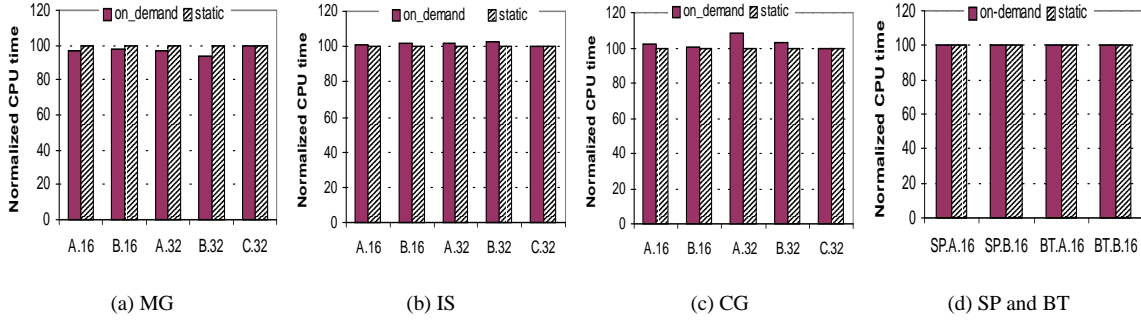 on_demand static
Normalized CPU time
120
100
80
60
40
20
0
A.16 B.16 A.32 B.32 C.32
(a) MG
on_demand static
Normalized CPU time
120
100
80
60
40
20
0
A.16 B.16 A.32 B.32 C.32
(b) IS
on_demand static
Normalized CPU time
120
100
80
60
40
20
0
A.16 B.16 A.32 B.32 C.32
(c) CG
on-demand static
Normalized CPU time
120
100
80
60
40
20
0
SP.A.16 SP.B.16 BT.A.16 BT.B.16
(d) SP and BT